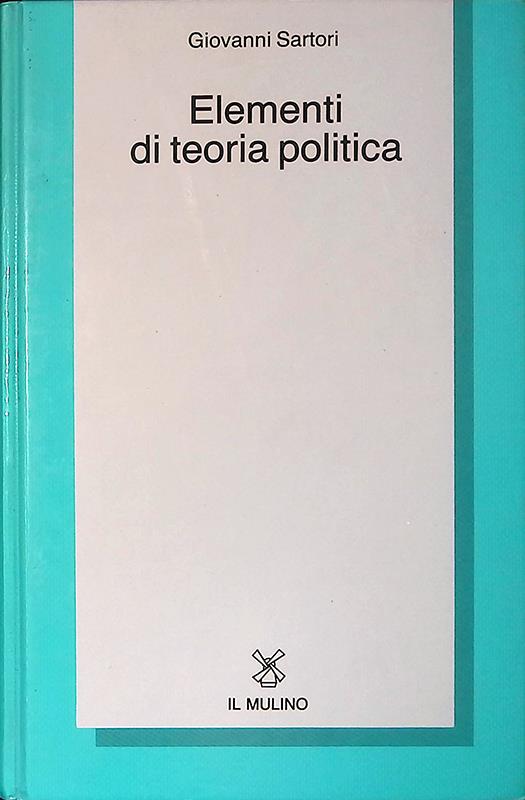 Giovanni Sartori
Elementi
di teoria politica
IL MULINO